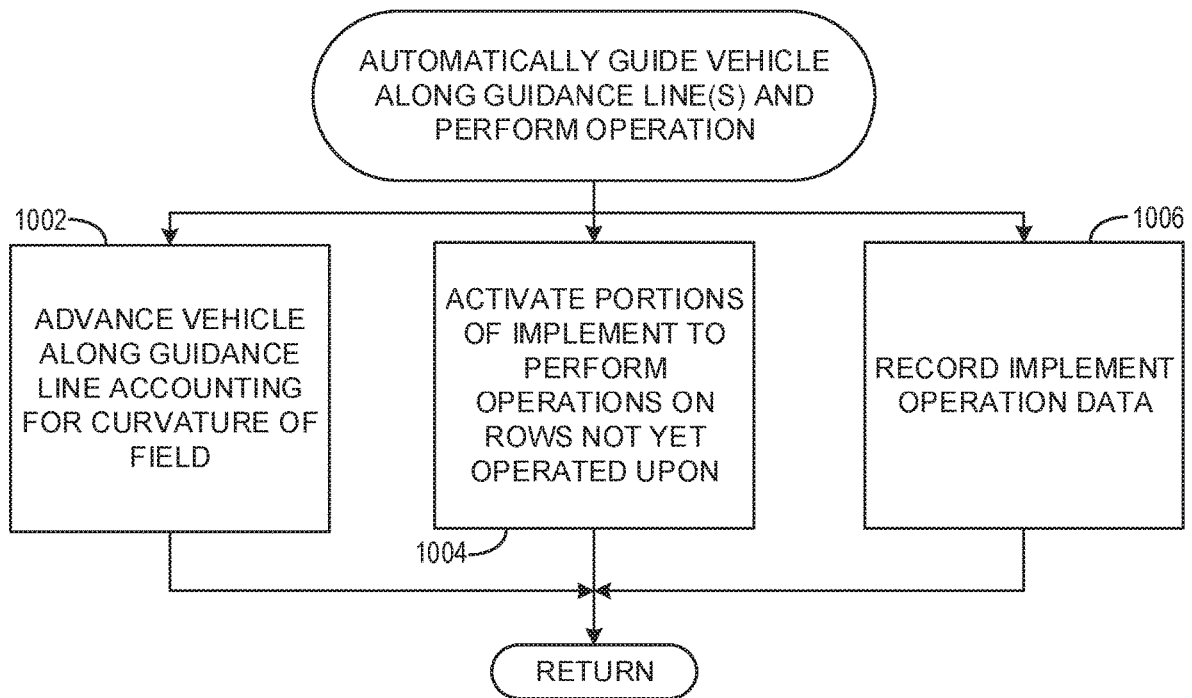 AUTOMATICALLY GUIDE VEHICLE
ALONG GUIDANCE LINE(S) AND
PERFORM OPERATION
1002
ADVANCE VEHICLE
ALONG GUIDANCE
LINE ACCOUNTING
FOR CURVATURE OF
FIELD
ACTIVATE PORTIONS
OF IMPLEMENT TO
PERFORM
OPERATIONS ON
ROWS NOT YET
OPERATED UPON
1004
1006
RECORD IMPLEMENT
OPERATION DATA
RETURN